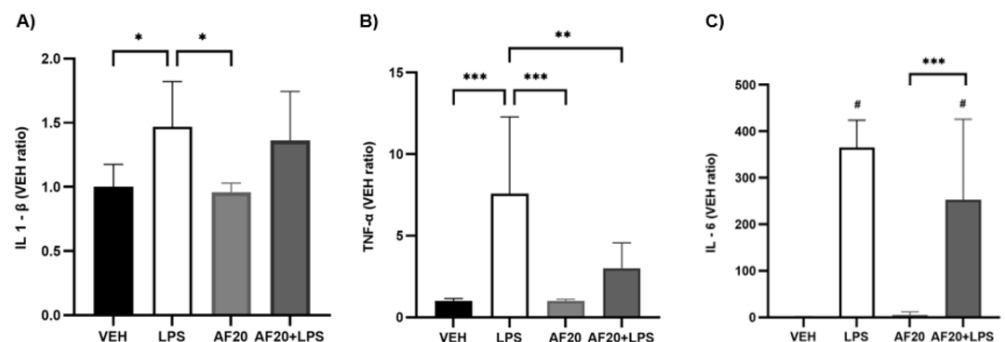 A)
* *
2.0
1.5
1.0
0.5
0.0
IL 1 - β (VEH ratio)
VEH LPS AF20 AF20+LPS
B)
**
*** ***
15
10
5
0
TNF-α (VEH ratio)
VEH LPS AF20 AF20+LPS
C)
***
# #
500
400
300
200
100
0
IL - 6 (VEH ratio)
VEH LPS AF20 AF20+LPS